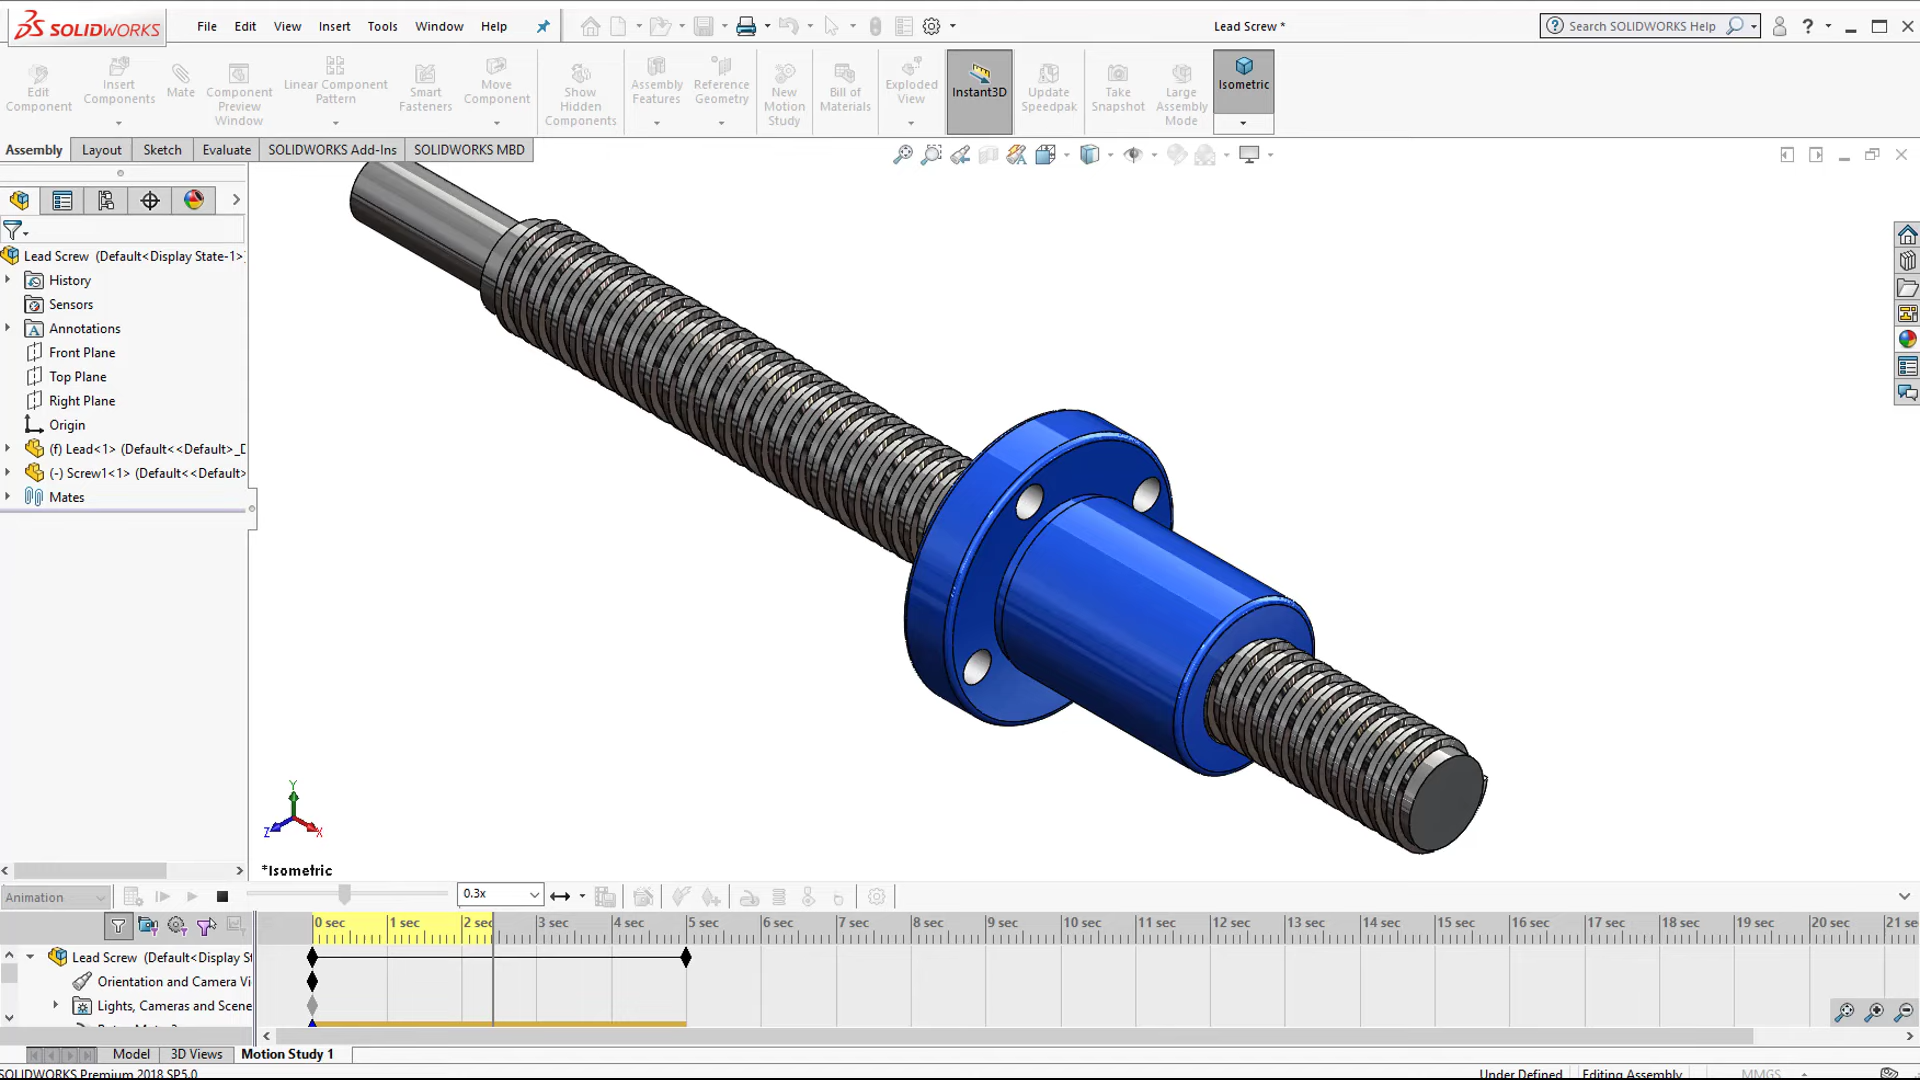 SOLIDWORKS File Edit View Insert Tools Window Help Lead Screw * Search SOLIDWORKS Help ?
Edit Component
Insert Components
Mate
Component Preview Window
Linear Component Pattern
Smart Fasteners
Move Component
Show Hidden Components
Assembly Features
Reference Geometry
New Motion Study
Bill of Materials
Exploded View
Instant3D
Update Speedpak
Take Snapshot
Large Assembly Mode
Isometric
Assembly Layout Sketch Evaluate SOLIDWORKS Add-Ins SOLIDWORKS MBD
Lead Screw (Default<Display State-1>
History
Sensors
Annotations
Front Plane
Top Plane
Right Plane
Origin
(f) Lead<1> (Default<<Default>_D
(-) Screw1<1> (Default<<Default>
Mates
Y
Z X
*Isometric
Animation 0.3x
0 sec 1 sec 2 sec 3 sec 4 sec 5 sec 6 sec 7 sec 8 sec 9 sec 10 sec 11 sec 12 sec 13 sec 14 sec 15 sec 16 sec 17 sec 18 sec 19 sec 20 sec 21 se
Lead Screw (Default<Display St
Orientation and Camera Vi
Lights, Cameras and Scene
Model 3D Views Motion Study 1
SOLIDWORKS Premium 2018 SP5.0 Under Defined Editing Assembly MMGS